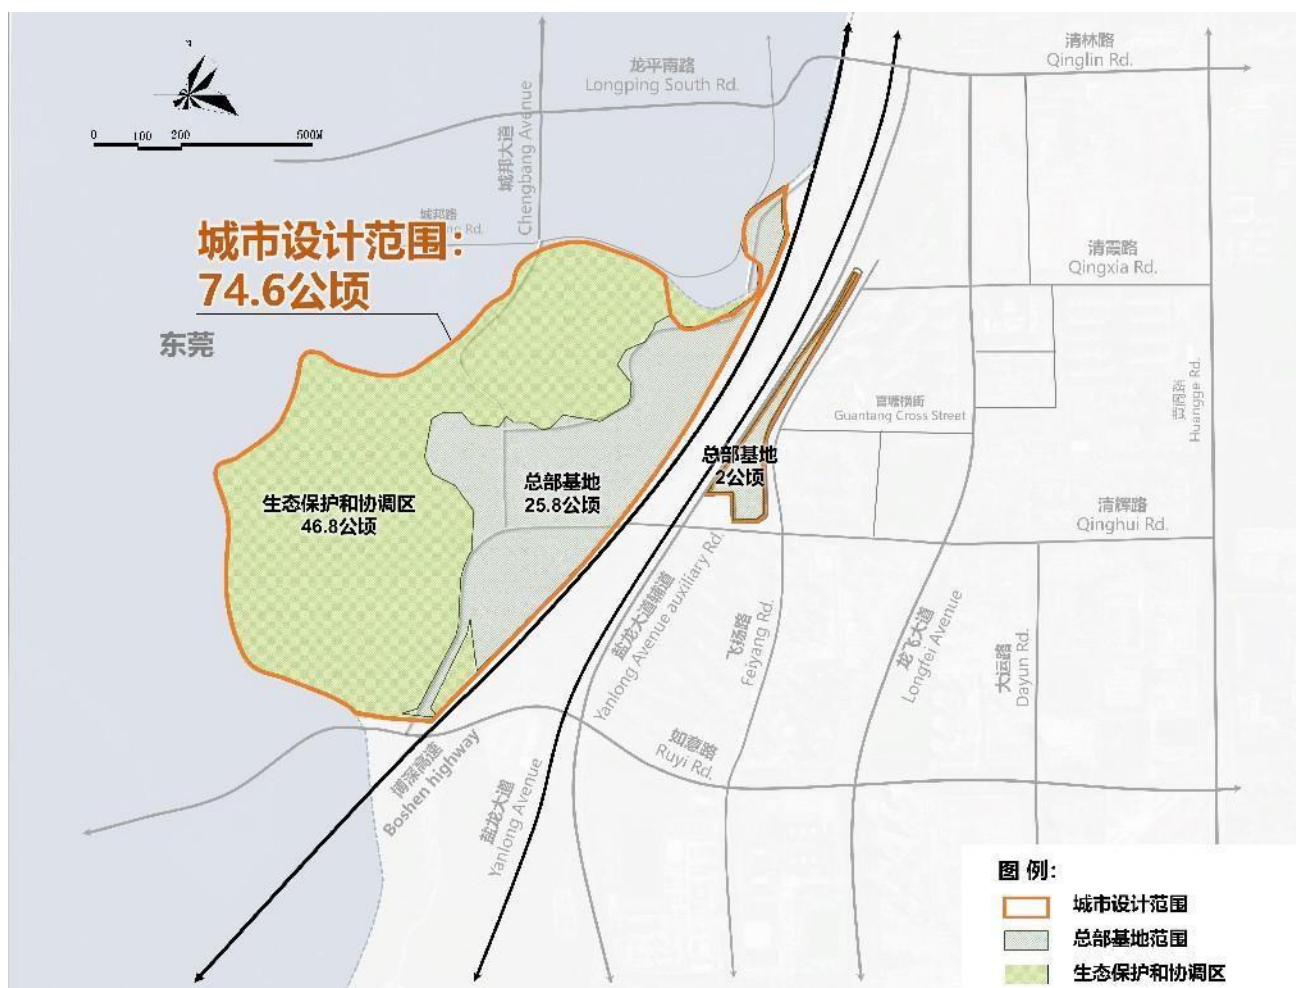 清林路
Qinglin Rd.
龙平南路
Longping South Rd.
0 100 200 500M
城邦大道
Chengbang Avenue
城邦路
Rd.
城市设计范围：
74.6公顷
清霞路
Qingxia Rd.
东莞
黄阁路
Huangge Rd.
官塘横街
Guantang Cross Street
总部基地
2公顷
总部基地
25.8公顷
生态保护和协调区
46.8公顷
清辉路
Qinghui Rd.
盐龙大道辅道
Yanlong Avenue auxiliary Rd.
飞扬路
Feiyang Rd.
龙飞大道
Longfei Avenue
大运路
Dayun Rd.
如意路
Ruyi Rd.
博深高速
Boshen highway
盐龙大道
Yanlong Avenue
图 例：
城市设计范围
总部基地范围
生态保护和协调区